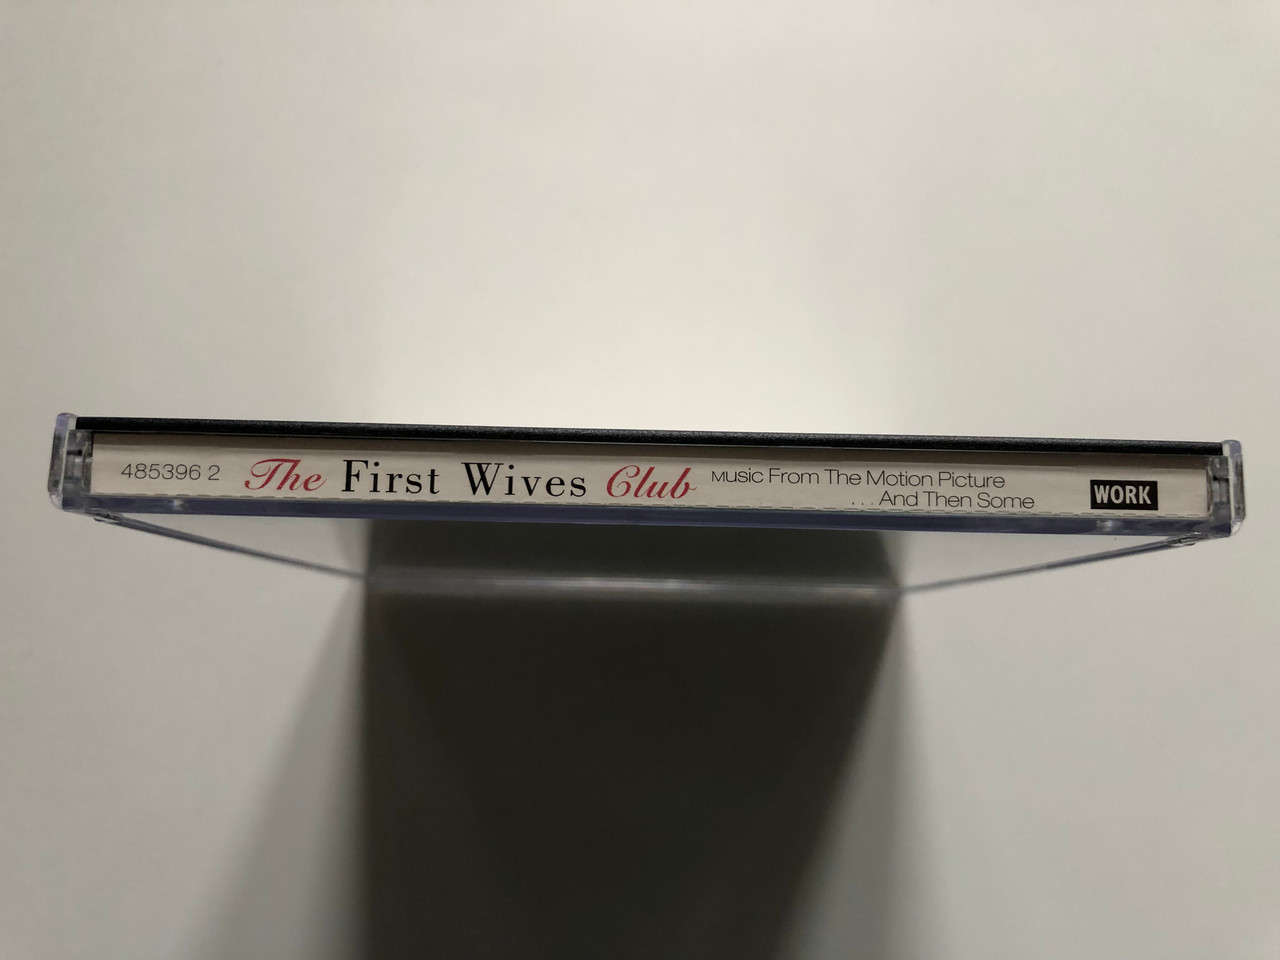 485396 2 The First Wives Club Music From The Motion Picture
...And Then Some
WORK